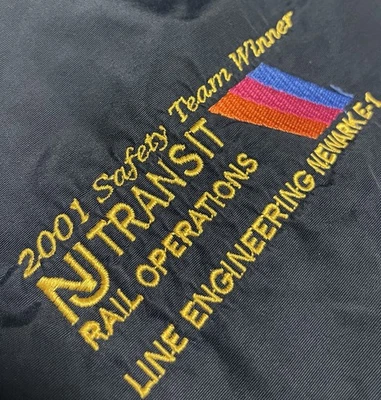 2001 Safety Team Winner
NJ TRANSIT
RAIL OPERATIONS
LINE ENGINEERING NEWARK E-1